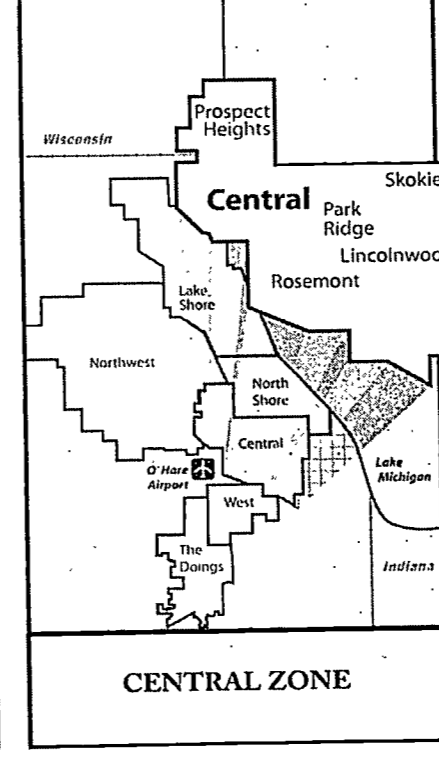 Prospect
Heights
Wisconsin
Skokie
Central
Park
Ridge
Lincolnwoo
Rosemont
Lake
Shore
Northwest
North
Shore
Central
O'Hare
Airport
Lake
Michigan
West
The
Doings
Indiana
CENTRAL ZONE